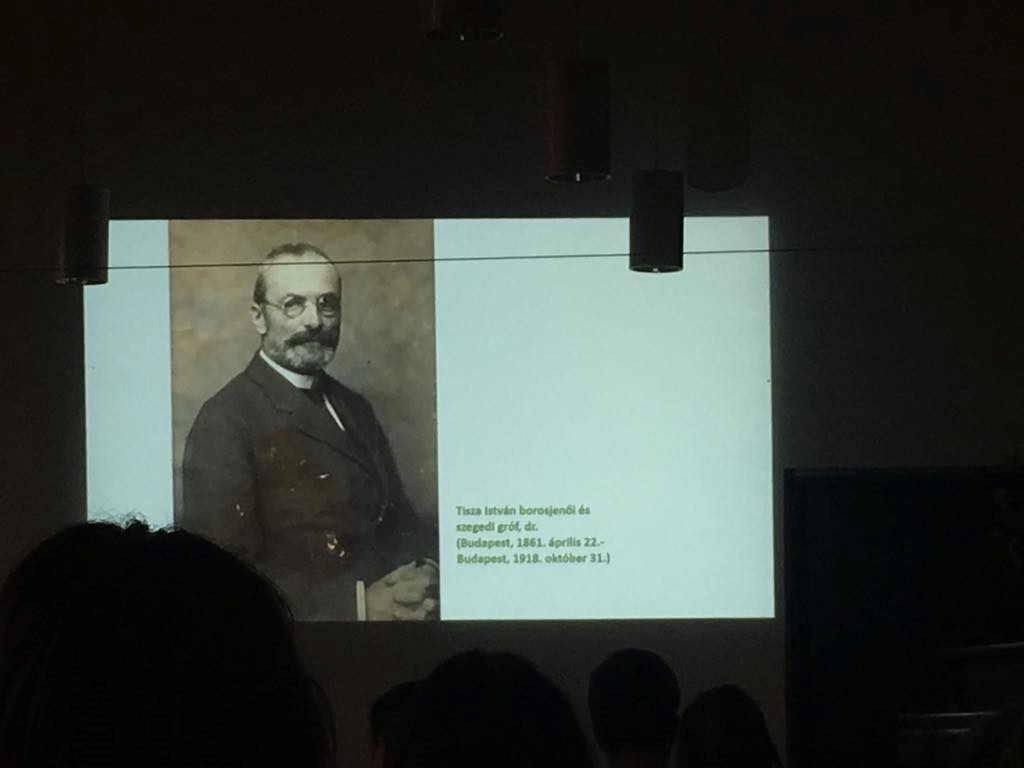 Tisza István borosjenői és
szegedi gróf, dr.
(Budapest, 1861. április 22.-
Budapest, 1918. október 31.)